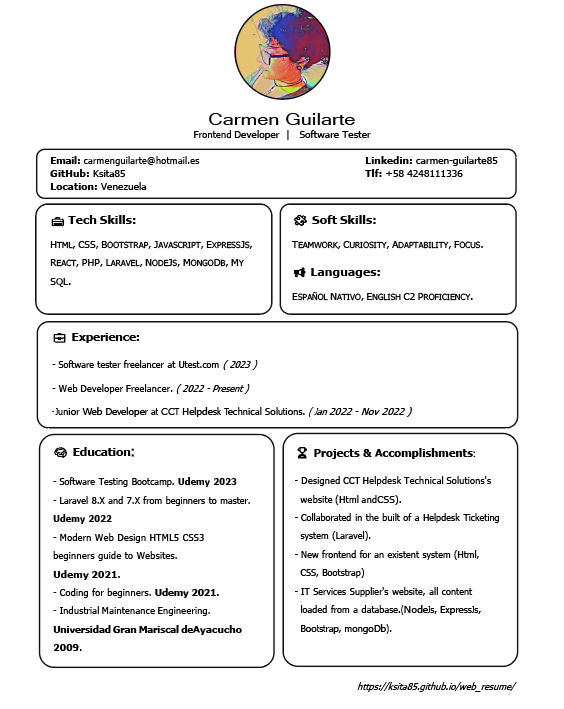 Carmen Guilarte
Frontend Developer | Software Tester
Email: carmenguilarte@hotmail.es
GitHub: Ksita85
Location: Venezuela
Linkedin: carmen-guilarte85
Tlf: +58 4248111336
Tech Skills:
HTML, CSS, BOOTSTRAP, JAVASCRIPT, EXPRESSJS,
REACT, PHP, LARAVEL, NODEJS, MONGODB, MY
SQL.
Soft Skills:
TEAMWORK, CURIOSITY, ADAPTABILITY, FOCUS.
Languages:
ESPAÑOL NATIVO, ENGLISH C2 PROFICIENCY.
Experience:
- Software tester freelancer at Utest.com ( 2023 )
- Web Developer Freelancer. ( 2022 - Present )
-Junior Web Developer at CCT Helpdesk Technical Solutions. ( Jan 2022 - Nov 2022 )
Education:
- Software Testing Bootcamp. Udemy 2023
- Laravel 8.X and 7.X from beginners to master.
Udemy 2022
- Modern Web Design HTML5 CSS3
beginners guide to Websites.
Udemy 2021.
- Coding for beginners. Udemy 2021.
- Industrial Maintenance Engineering.
Universidad Gran Mariscal deAyacucho
2009.
Projects & Accomplishments:
- Designed CCT Helpdesk Technical Solutions's
website (Html andCSS).
- Collaborated in the built of a Helpdesk Ticketing
system (Laravel).
- New frontend for an existent system (Html,
CSS, Bootstrap)
- IT Services Supplier's website, all content
loaded from a database.(NodeJs, ExpressJs,
Bootstrap, mongoDb).
https://ksita85.github.io/web_resume/